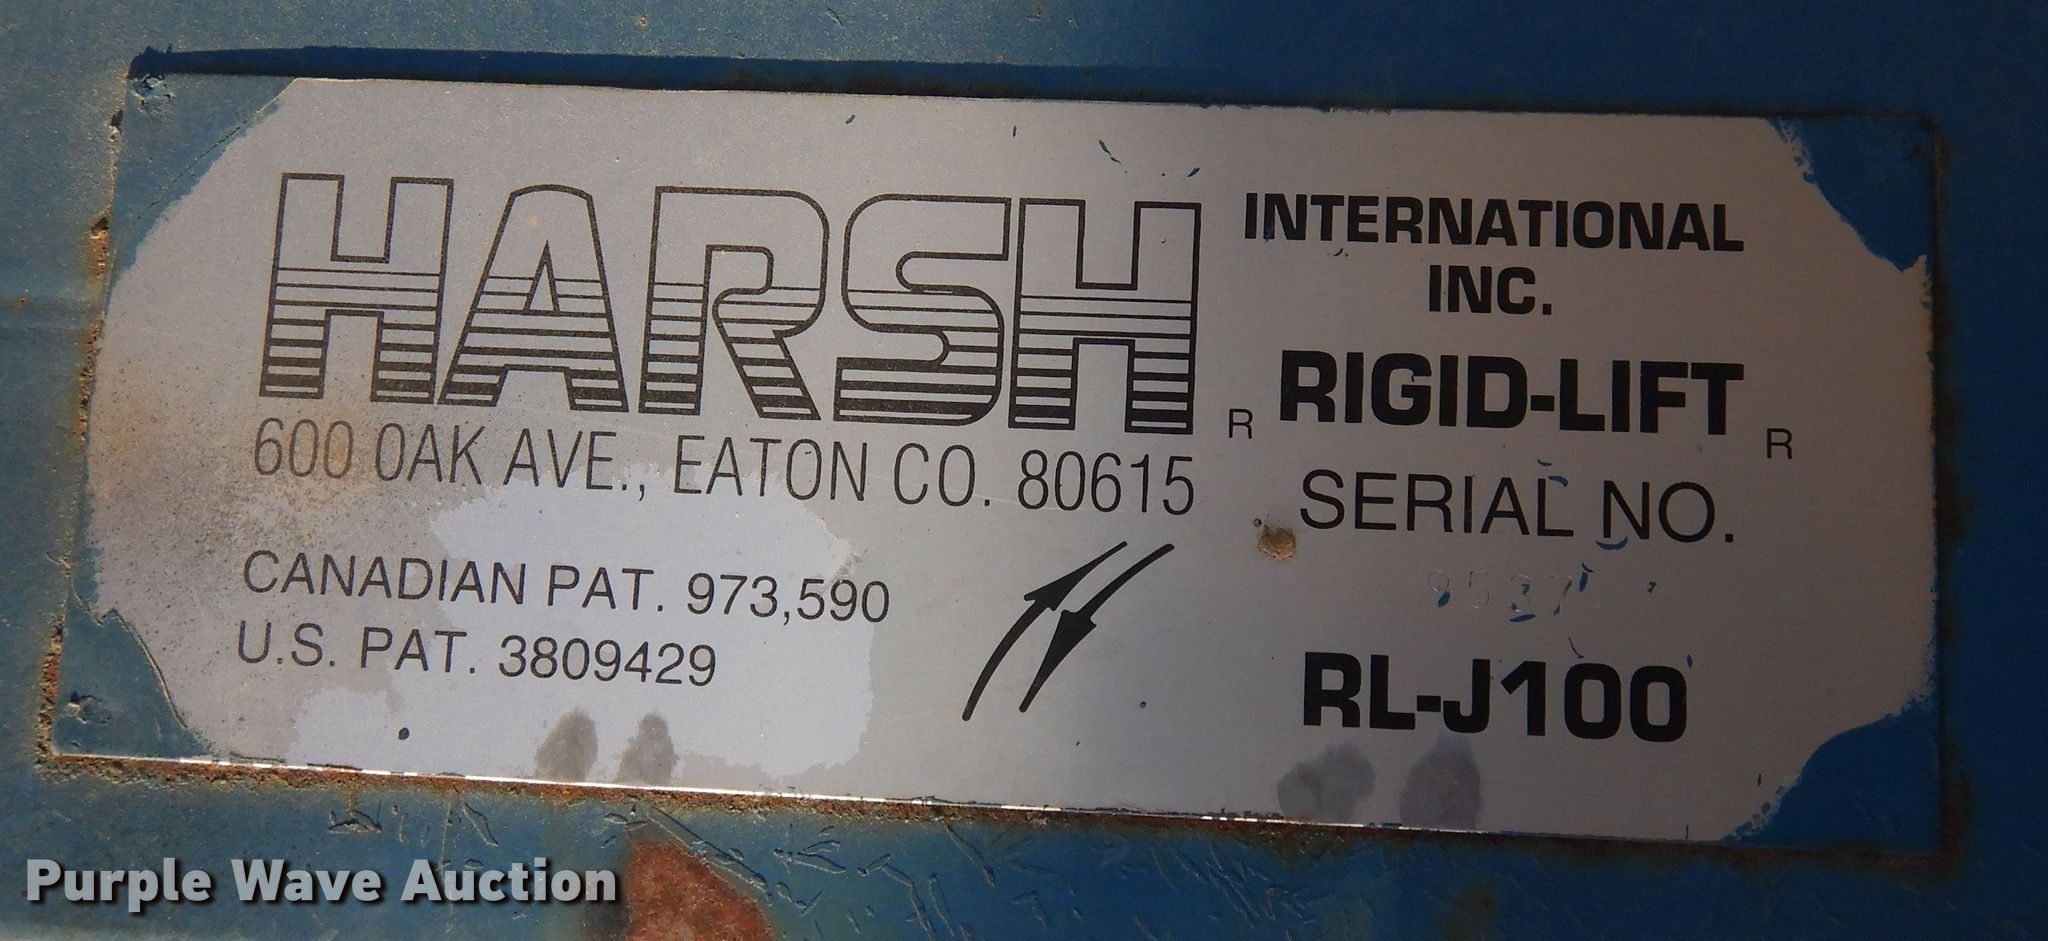 HARSH
INTERNATIONAL
INC.
R RIGID-LIFT R
600 OAK AVE., EATON CO. 80615
SERIAL NO.
CANADIAN PAT. 973,590
U.S. PAT. 3809429
RL-J100
Purple Wave Auction